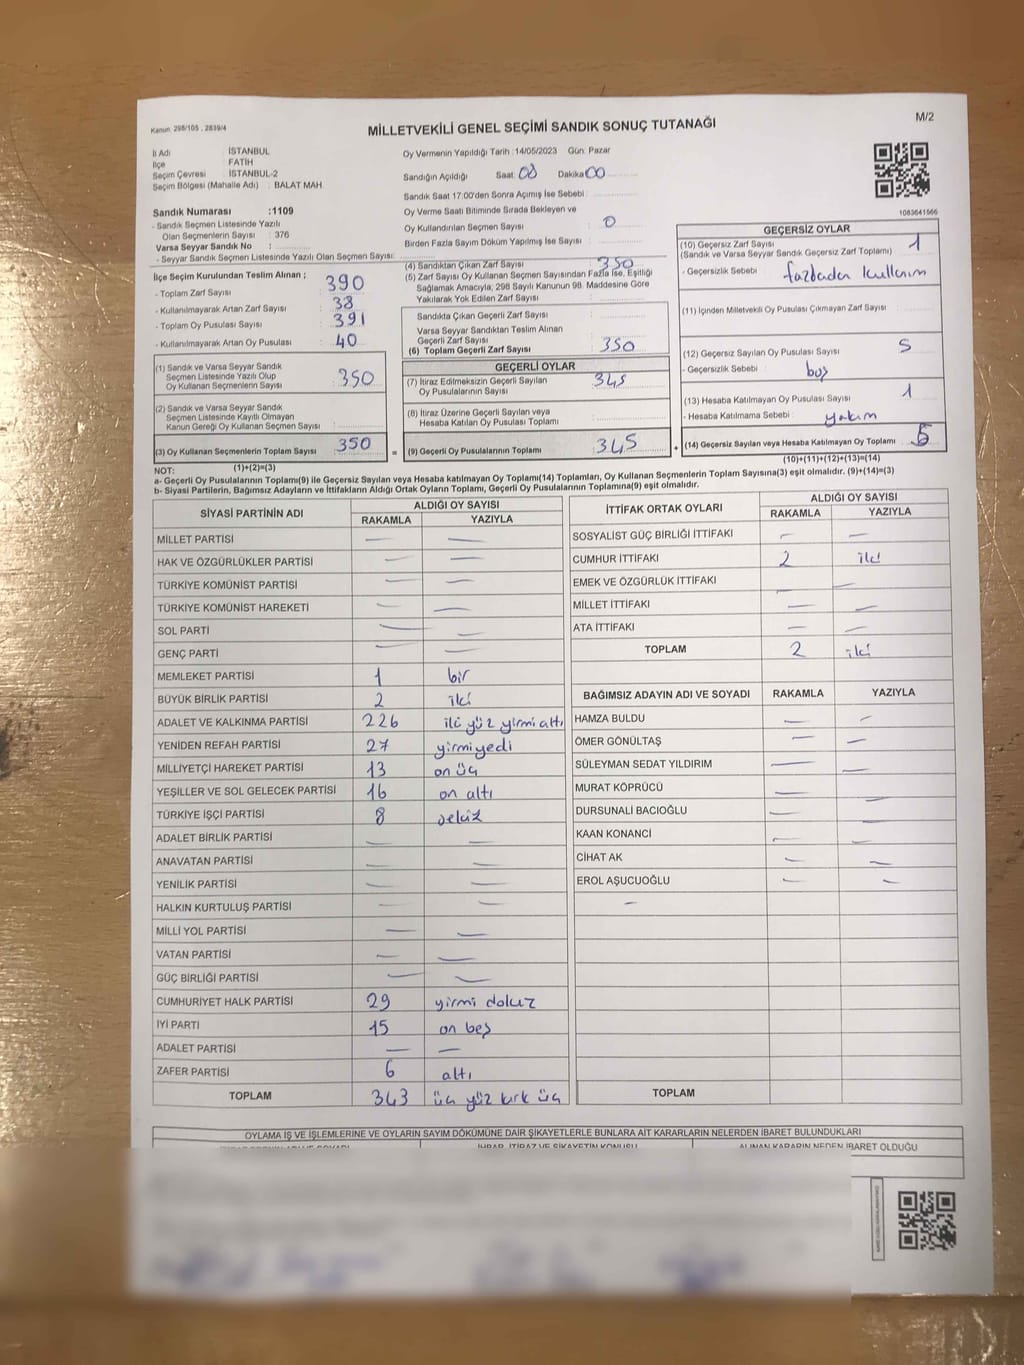 Kanun, 298/105 , 2839/4
MİLLETVEKİLİ GENEL SEÇİMİ SANDIK SONUÇ TUTANAĞI
M/2
İl Adı : İSTANBUL
İlçe : FATİH
Seçim Çevresi : İSTANBUL-2
Seçim Bölgesi (Mahalle Adı) : BALAT MAH.
Sandık Numarası :1109
- Sandık Seçmen Listesinde Yazılı
Olan Seçmenlerin Sayısı : 376
Varsa Seyyar Sandık No :
- Seyyar Sandık Seçmen Listesinde Yazılı Olan Seçmen Sayısı:
Oy Vermenin Yapıldığı Tarih :14/05/2023 Gün: Pazar
Sandığın Açıldığı Saat: 08 Dakika 00
Sandık Saat 17:00'den Sonra Açımış İse Sebebi :
Oy Verme Saati Bitiminde Sırada Bekleyen ve
Oy Kullandırılan Seçmen Sayısı : 0
Birden Fazla Sayım Döküm Yapılmış İse Sayısı :
1083641566
İlçe Seçim Kurulundan Teslim Alınan ;
- Toplam Zarf Sayısı : 390
- Kullanılmayarak Artan Zarf Sayısı : 38
- Toplam Oy Pusulası Sayısı : 391
- Kullanılmayarak Artan Oy Pusulası : 40
(1) Sandık ve Varsa Seyyar Sandık
Seçmen Listesinde Yazılı Olup
Oy Kullanan Seçmenlerin Sayısı : 350
(2) Sandık ve Varsa Seyyar Sandık
Seçmen Listesinde Kayıtlı Olmayan
Kanun Gereği Oy Kullanan Seçmen Sayısı :
(3) Oy Kullanan Seçmenlerin Toplam Sayısı : 350
(1)+(2)=(3)
(4) Sandıktan Çıkan Zarf Sayısı : 350
(5) Zarf Sayısı Oy Kullanan Seçmen Sayısından Fazla İse, Eşitliği
Sağlamak Amacıyla; 298 Sayılı Kanunun 98. Maddesine Göre
Yakılarak Yok Edilen Zarf Sayısı :
Sandıkta Çıkan Geçerli Zarf Sayısı :
Varsa Seyyar Sandıktan Teslim Alınan
Geçerli Zarf Sayısı :
(6) Toplam Geçerli Zarf Sayısı : 350
GEÇERLİ OYLAR
(7) İtiraz Edilmeksizin Geçerli Sayılan
Oy Pusulalarının Sayısı : 345
(8) İtiraz Üzerine Geçerli Sayılan veya
Hesaba Katılan Oy Pusulası Toplamı :
= (9) Geçerli Oy Pusulalarının Toplamı : 345 +
GEÇERSİZ OYLAR
(10) Geçersiz Zarf Sayısı : 1
(Sandık ve Varsa Seyyar Sandık Geçersiz Zarf Toplamı)
- Geçersizlik Sebebi :
(11) İçinden Milletvekili Oy Pusulası Çıkmayan Zarf Sayısı :
(12) Geçersiz Sayılan Oy Pusulası Sayısı : 5
- Geçersizlik Sebebi : boş
(13) Hesaba Katılmayan Oy Pusulası Sayısı : 1
- Hesaba Katılmama Sebebi : yakım
(14) Geçersiz Sayılan veya Hesaba Katılmayan Oy Toplamı : 5
(10)+(11)+(12)+(13)=(14)
NOT:
a- Geçerli Oy Pusulalarının Toplamı(9) ile Geçersiz Sayılan veya Hesaba katılmayan Oy Toplamı(14) Toplamları, Oy Kullanan Seçmenlerin Toplam Sayısına(3) eşit olmalıdır. (9)+(14)=(3)
b- Siyasi Partilerin, Bağımsız Adayların ve İttifakların Aldığı Ortak Oyların Toplamı, Geçerli Oy Pusulalarının Toplamına(9) eşit olmalıdır.
SİYASİ PARTİNİN ADI ALDIĞI OY SAYISI
RAKAMLA YAZIYLA
MİLLET PARTİSI — —
HAK VE ÖZGÜRLÜKLER PARTİSİ — —
TÜRKİYE KOMÜNİST PARTİSI — —
TÜRKİYE KOMÜNİST HAREKETİ — —
SOL PARTİ — —
GENÇ PARTİ — —
MEMLEKET PARTİSİ 1 bir
BÜYÜK BİRLİK PARTİSİ 2 iki
ADALET VE KALKINMA PARTİSİ 226 iki yüz yirmi altı
YENİDEN REFAH PARTİSİ 27 yirmiyedi
MİLLİYETÇİ HAREKET PARTİSİ 13 on üç
YEŞİLLER VE SOL GELECEK PARTİSİ 16 on altı
TÜRKİYE İŞÇİ PARTİSİ 8 sekiz
ADALET BİRLİK PARTİSİ — —
ANAVATAN PARTİSİ — —
YENİLİK PARTİSİ — —
HALKIN KURTULUŞ PARTİSİ — —
MİLLİ YOL PARTİSİ — —
VATAN PARTİSİ — —
GÜÇ BİRLİĞİ PARTİSİ — —
CUMHURİYET HALK PARTİSİ 29 yirmi dokuz
İYİ PARTİ 15 on beş
ADALET PARTİSİ — —
ZAFER PARTİSİ 6 altı
TOPLAM 343 üç yüz kırk üç
İTTİFAK ORTAK OYLARI ALDIĞI OY SAYISI
RAKAMLA YAZIYLA
SOSYALİST GÜÇ BİRLİĞİ İTTİFAKI — —
CUMHUR İTTİFAKI 2 iki
EMEK VE ÖZGÜRLÜK İTTİFAKI — —
MİLLET İTTİFAKI — —
ATA İTTİFAKI — —
TOPLAM 2 iki
BAĞIMSIZ ADAYIN ADI VE SOYADI RAKAMLA YAZIYLA
HAMZA BULDU — —
ÖMER GÖNÜLTAŞ — —
SÜLEYMAN SEDAT YILDIRIM — —
MURAT KÖPRÜCÜ — —
DURSUNALİ BACIOĞLU — —
KAAN KONANCİ — —
CİHAT AK — —
EROL AŞUCUOĞLU — —
—
TOPLAM
OYLAMA İŞ VE İŞLEMLERİNE VE OYLARIN SAYIM DÖKÜMÜNE DAİR ŞİKAYETLERLE BUNLARA AİT KARARLARIN NELERDEN İBARET BULUNDUKLARI
İHBAR, İTİRAZ VE ŞİKAYETİN KONUSU ALINAN KARARIN NEDEN İBARET OLDUĞU